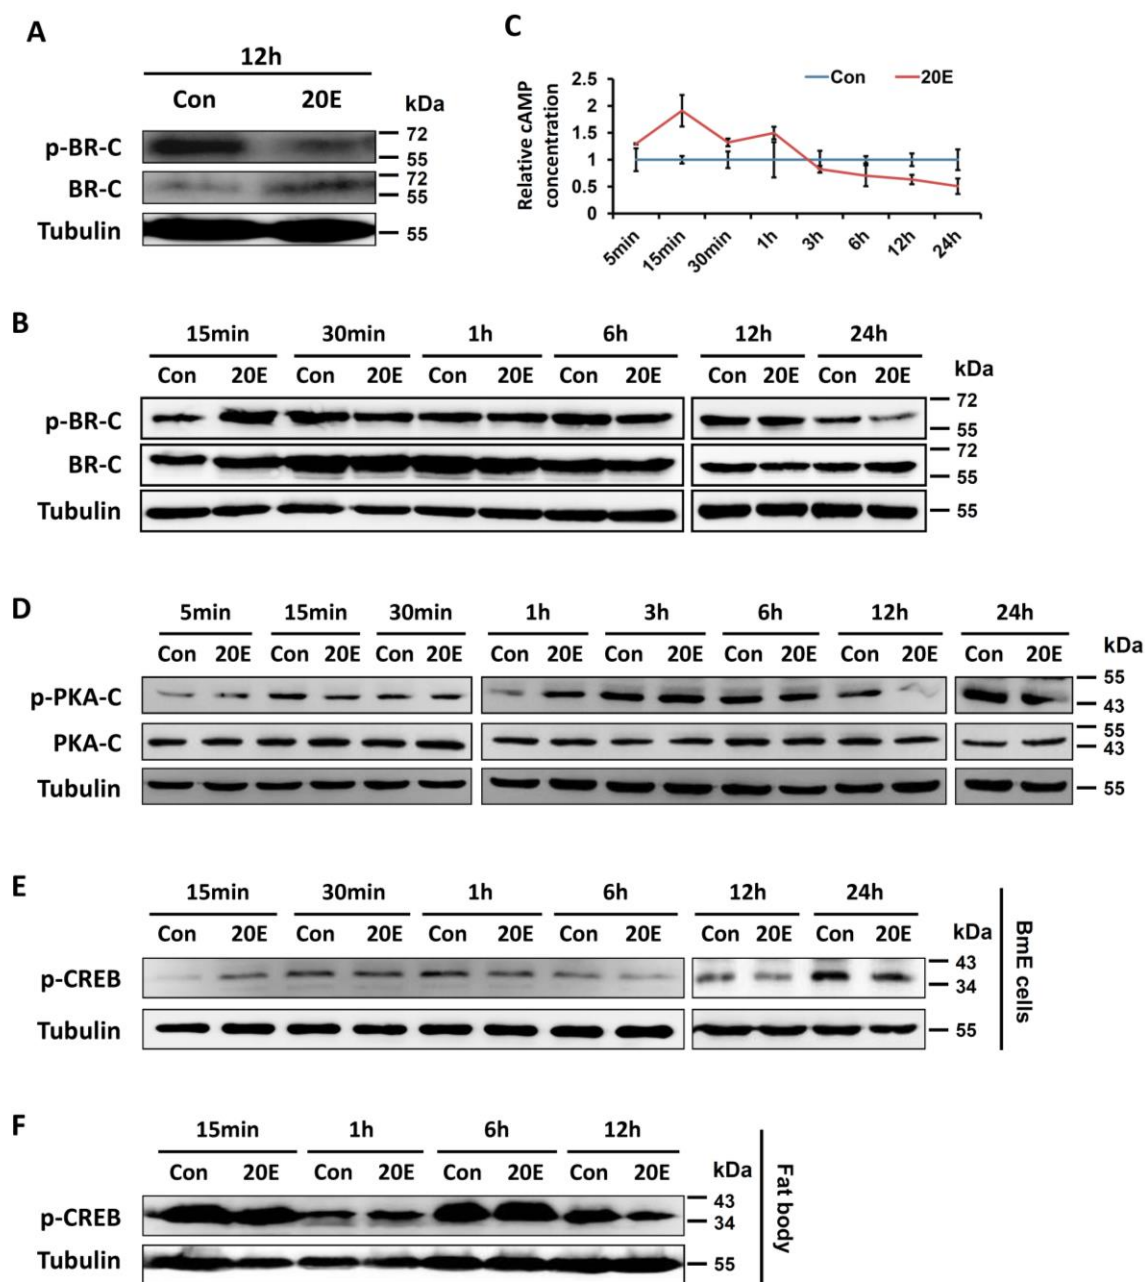 A
12h
Con 20E kDa
p-BR-C 72
55
BR-C 72
55
Tubulin 55
C
Con 20E
Relative cAMP
concentration
2.5
2
1.5
1
0.5
0
5min 15min 30min 1h 3h 6h 12h 24h
B
15min 30min 1h 6h 12h 24h
Con 20E Con 20E Con 20E Con 20E Con 20E Con 20E kDa
p-BR-C 72
55
BR-C 72
55
Tubulin 55
D
5min 15min 30min 1h 3h 6h 12h 24h
Con 20E Con 20E Con 20E Con 20E Con 20E Con 20E Con 20E Con 20E kDa
p-PKA-C 55
43
PKA-C 55
43
Tubulin 55
E
15min 30min 1h 6h 12h 24h
Con 20E Con 20E Con 20E Con 20E Con 20E Con 20E kDa
p-CREB 43
34
Tubulin 55
BmE cells
F
15min 1h 6h 12h
Con 20E Con 20E Con 20E Con 20E kDa
p-CREB 43
34
Tubulin 55
Fat body